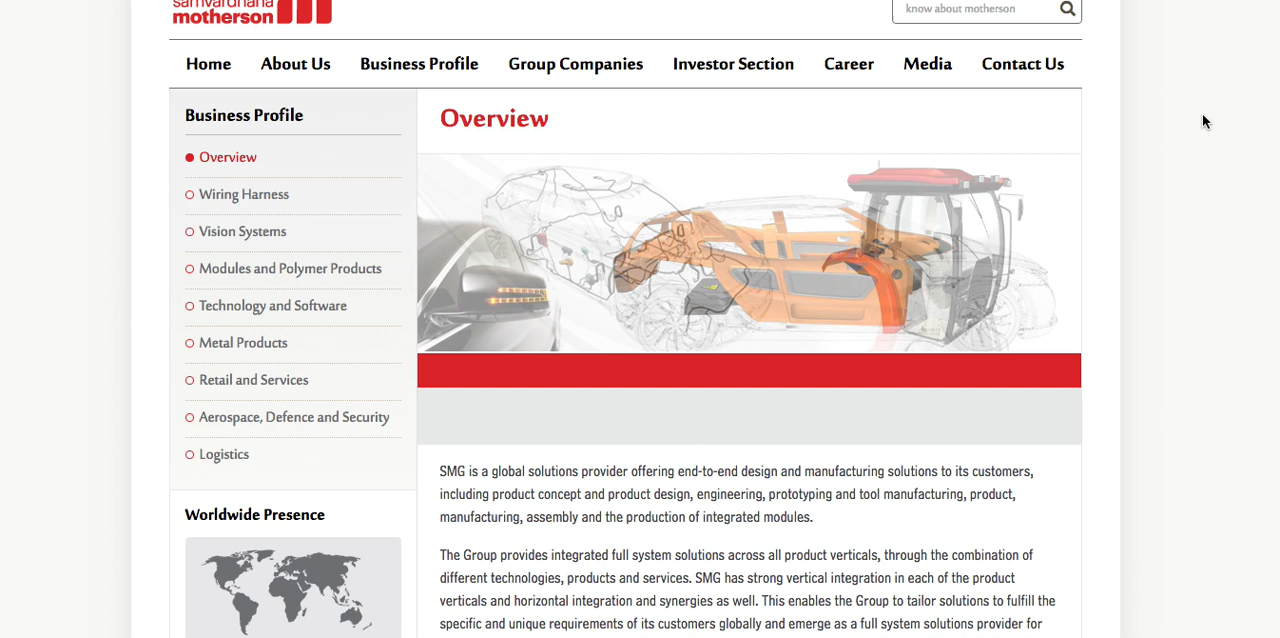 samvardhana
motherson
know about motherson
Home About Us Business Profile Group Companies Investor Section Career Media Contact Us
Business Profile
Overview
Wiring Harness
Vision Systems
Modules and Polymer Products
Technology and Software
Metal Products
Retail and Services
Aerospace, Defence and Security
Logistics
Worldwide Presence
Overview
SMG is a global solutions provider offering end-to-end design and manufacturing solutions to its customers,
including product concept and product design, engineering, prototyping and tool manufacturing, product,
manufacturing, assembly and the production of integrated modules.
The Group provides integrated full system solutions across all product verticals, through the combination of
different technologies, products and services. SMG has strong vertical integration in each of the product
verticals and horizontal integration and synergies as well. This enables the Group to tailor solutions to fulfill the
specific and unique requirements of its customers globally and emerge as a full system solutions provider for